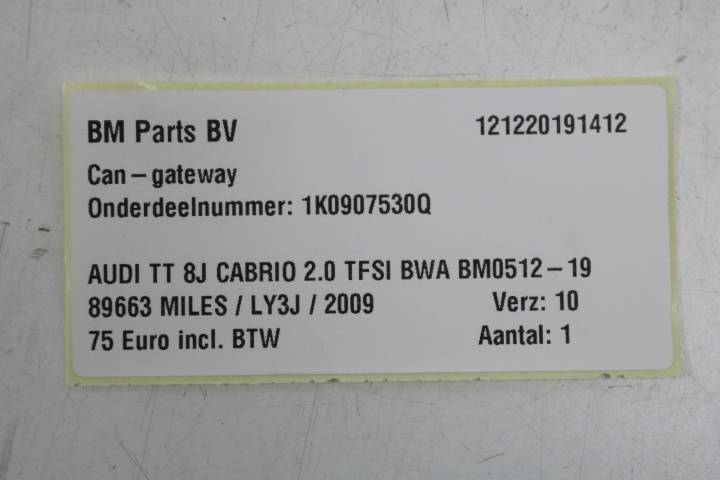 BM Parts BV 121220191412
Can-gateway
Onderdeelnummer: 1K0907530Q
AUDI TT 8J CABRIO 2.0 TFSI BWA BM0512-19
89663 MILES / LY3J / 2009 Verz: 10
75 Euro incl. BTW Aantal: 1